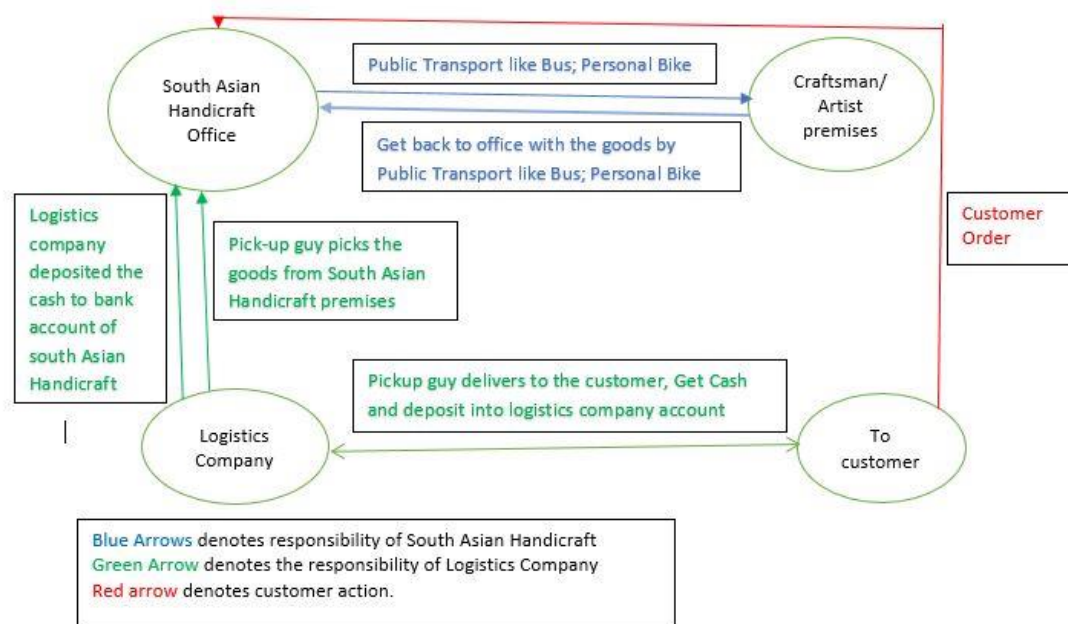 South Asian
Handicraft
Office
Public Transport like Bus; Personal Bike
Craftsman/
Artist
premises
Get back to office with the goods by
Public Transport like Bus; Personal Bike
Logistics
company
deposited the
cash to bank
account of
south Asian
Handicraft
Pick-up guy picks the
goods from South Asian
Handicraft premises
Customer
Order
Pickup guy delivers to the customer, Get Cash
and deposit into logistics company account
Logistics
Company
To
customer
Blue Arrows denotes responsibility of South Asian Handicraft
Green Arrow denotes the responsibility of Logistics Company
Red arrow denotes customer action.